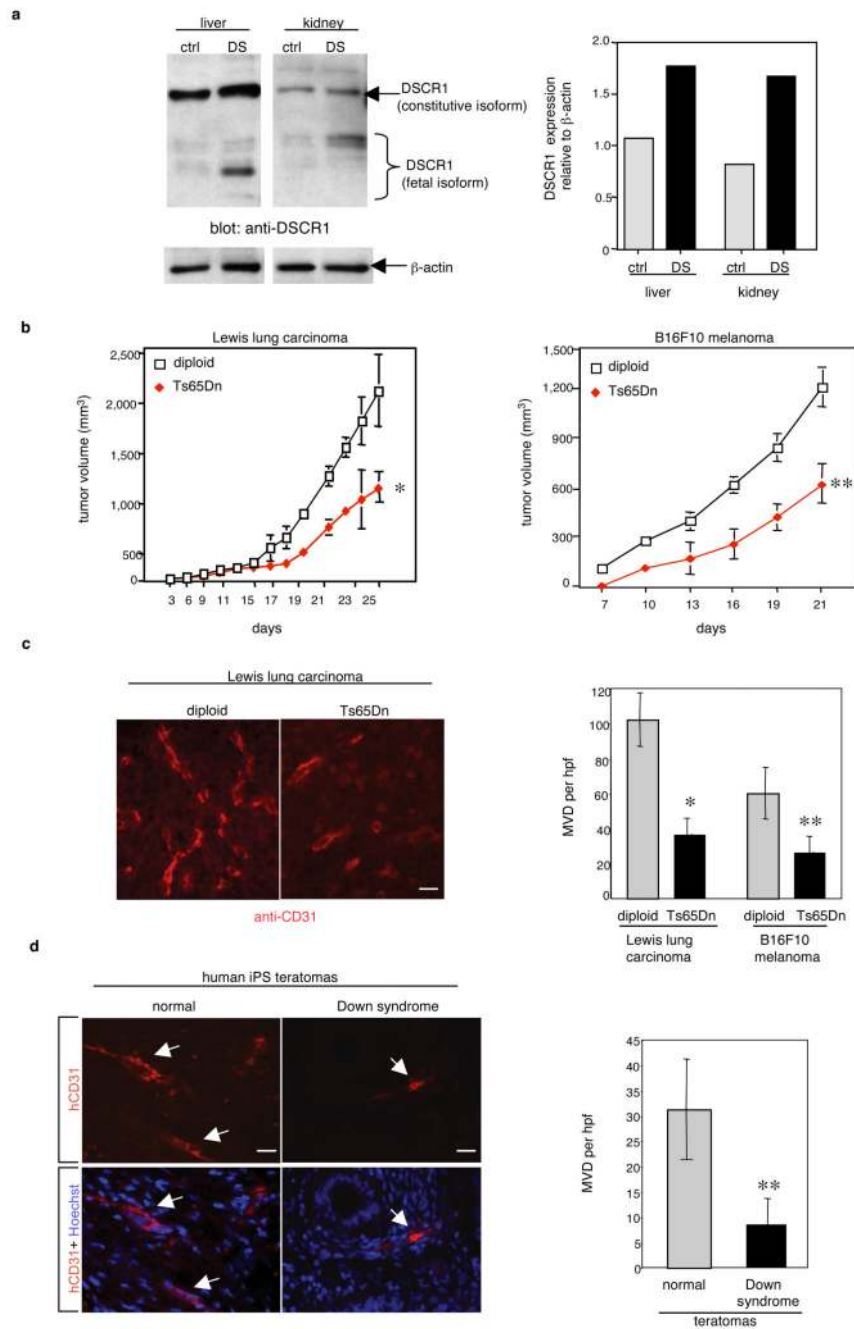 a
liver kidney
ctrl DS ctrl DS
DSCR1
(constitutive isoform)
DSCR1
(fetal isoform)
blot: anti-DSCR1
β-actin
DSCR1 expression
relative to β-actin
2.0
1.5
1.0
0.5
0
ctrl DS ctrl DS
liver kidney
b
Lewis lung carcinoma
tumor volume (mm³)
2,500
2,000
1,500
1,000
500
0
diploid
Ts65Dn
*
3 6 9 11 13 15 17 19 21 23 25
days
B16F10 melanoma
tumor volume (mm³)
1,500
1,200
900
600
300
0
diploid
Ts65Dn
**
7 10 13 16 19 21
days
c
Lewis lung carcinoma
diploid Ts65Dn
anti-CD31
MVD per hpf
120
100
80
60
40
20
0
* **
diploid Ts65Dn diploid Ts65Dn
Lewis lung
carcinoma
B16F10
melanoma
d
human iPS teratomas
normal Down syndrome
hCD31
hCD31+ Hoechst
MVD per hpf
45
40
35
30
25
20
15
10
5
0
**
normal Down
syndrome
teratomas